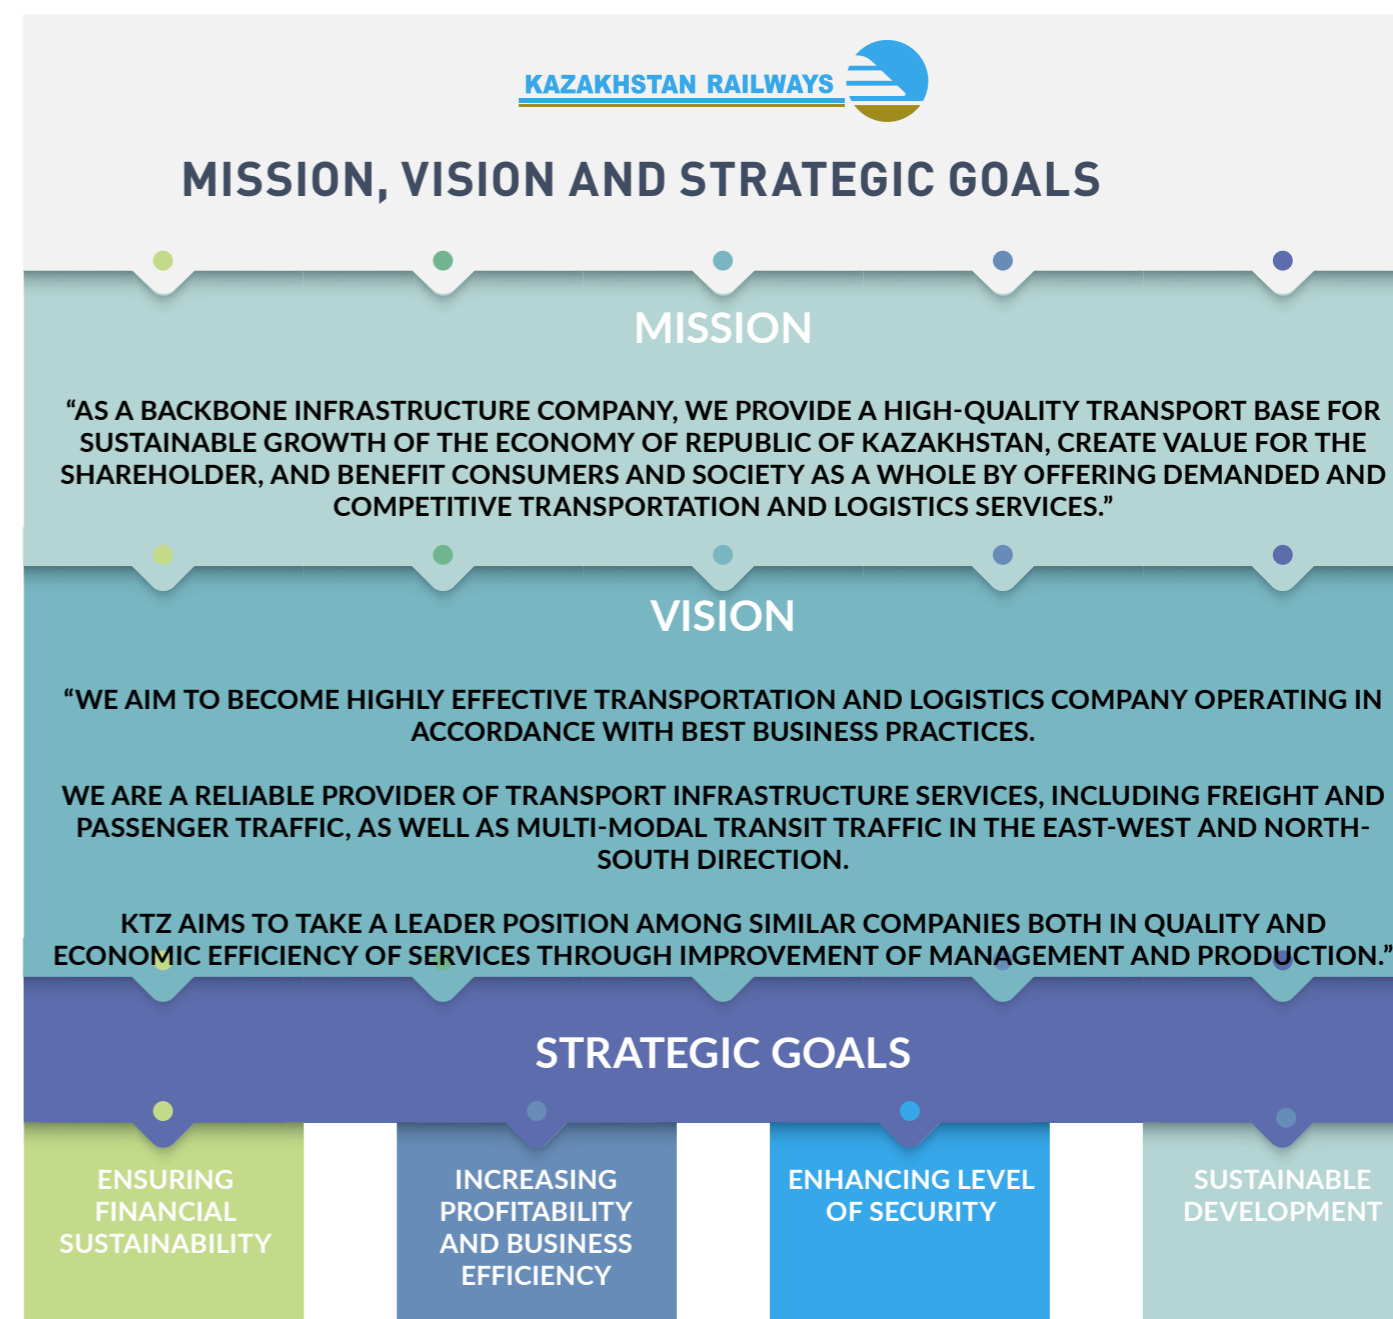 KAZAKHSTAN RAILWAYS
MISSION, VISION AND STRATEGIC GOALS
MISSION
“AS A BACKBONE INFRASTRUCTURE COMPANY, WE PROVIDE A HIGH-QUALITY TRANSPORT BASE FOR
SUSTAINABLE GROWTH OF THE ECONOMY OF REPUBLIC OF KAZAKHSTAN, CREATE VALUE FOR THE
SHAREHOLDER, AND BENEFIT CONSUMERS AND SOCIETY AS A WHOLE BY OFFERING DEMANDED AND
COMPETITIVE TRANSPORTATION AND LOGISTICS SERVICES.”
VISION
“WE AIM TO BECOME HIGHLY EFFECTIVE TRANSPORTATION AND LOGISTICS COMPANY OPERATING IN
ACCORDANCE WITH BEST BUSINESS PRACTICES.
WE ARE A RELIABLE PROVIDER OF TRANSPORT INFRASTRUCTURE SERVICES, INCLUDING FREIGHT AND
PASSENGER TRAFFIC, AS WELL AS MULTI-MODAL TRANSIT TRAFFIC IN THE EAST-WEST AND NORTH-
SOUTH DIRECTION.
KTZ AIMS TO TAKE A LEADER POSITION AMONG SIMILAR COMPANIES BOTH IN QUALITY AND
ECONOMIC EFFICIENCY OF SERVICES THROUGH IMPROVEMENT OF MANAGEMENT AND PRODUCTION.”
STRATEGIC GOALS
ENSURING
FINANCIAL
SUSTAINABILITY
INCREASING
PROFITABILITY
AND BUSINESS
EFFICIENCY
ENHANCING LEVEL
OF SECURITY
SUSTAINABLE
DEVELOPMENT